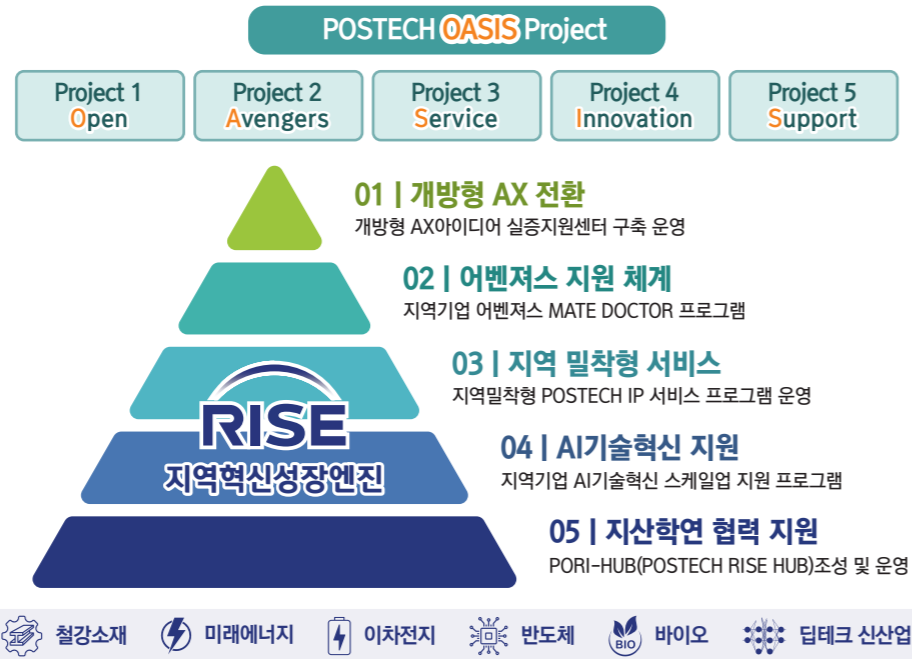 POSTECH OASIS Project
Project 1
Open
Project 2
Avengers
Project 3
Service
Project 4
Innovation
Project 5
Support
01 | 개방형 AX 전환
개방형 AX아이디어 실증지원센터 구축 운영
02 | 어벤져스 지원 체계
지역기업 어벤져스 MATE DOCTOR 프로그램
03 | 지역 밀착형 서비스
지역밀착형 POSTECH IP 서비스 프로그램 운영
RISE
지역혁신성장엔진
04 | AI기술혁신 지원
지역기업 AI기술혁신 스케일업 지원 프로그램
05 | 지산학연 협력 지원
PORI-HUB(POSTECH RISE HUB)조성 및 운영
철강소재
미래에너지
이차전지
반도체
BIO
바이오
딥테크 신산업